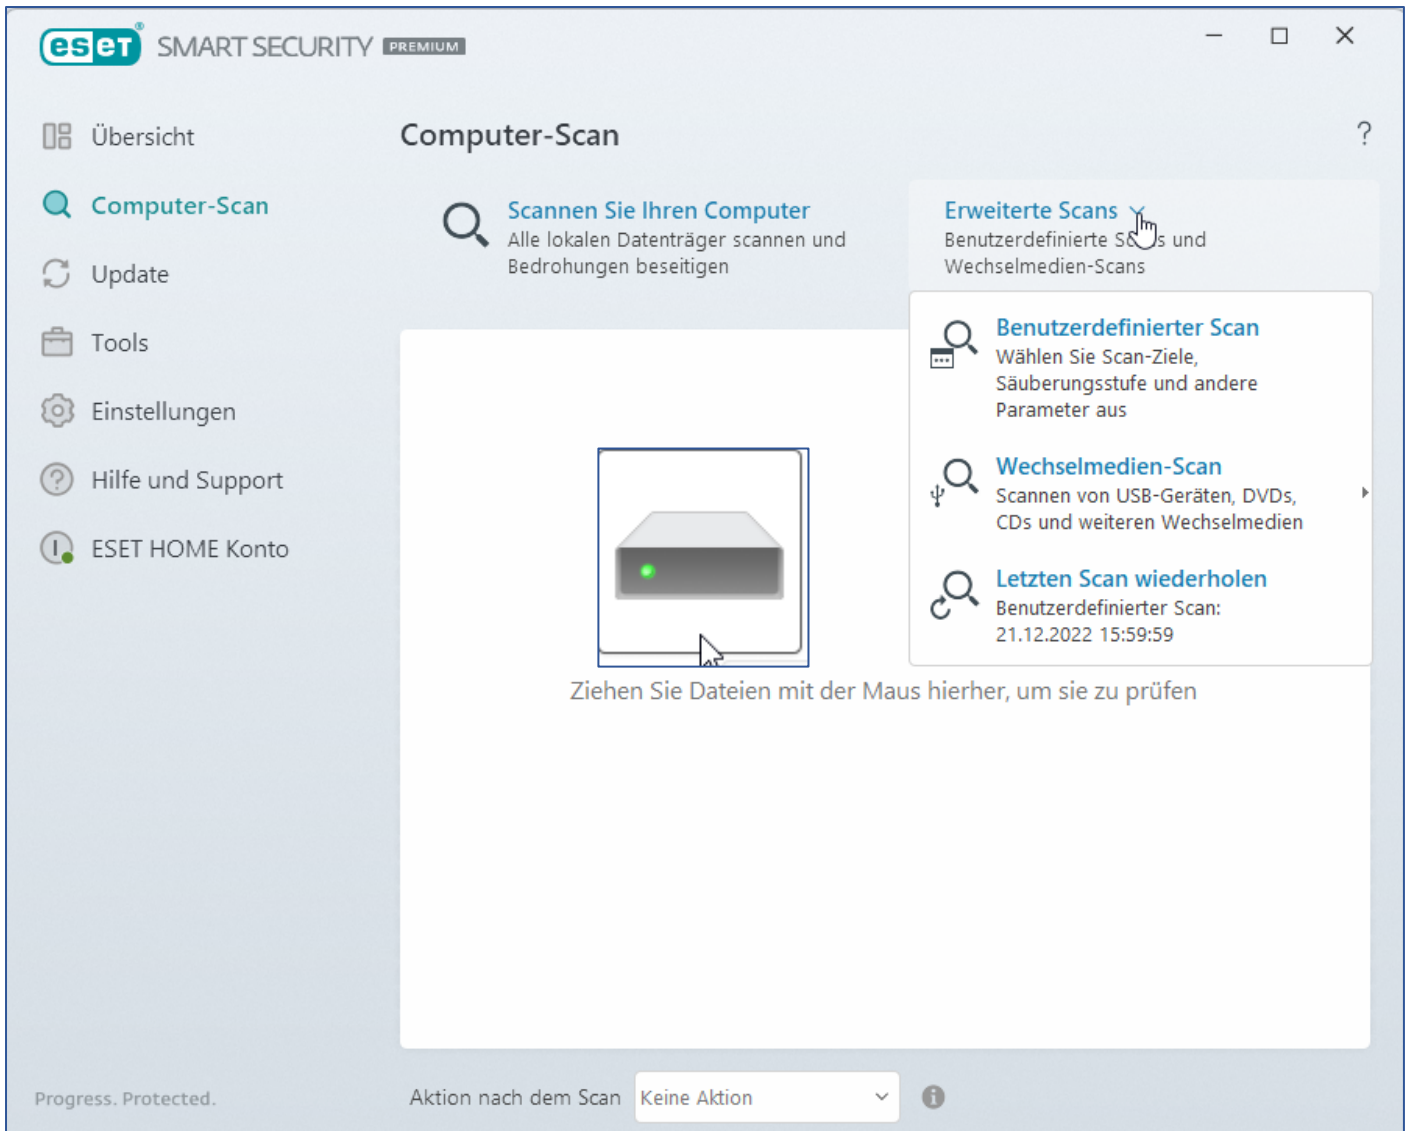 eset® SMART SECURITY PREMIUM
Übersicht
Computer-Scan
Update
Tools
Einstellungen
Hilfe und Support
ESET HOME Konto
Computer-Scan
?
Scannen Sie Ihren Computer
Alle lokalen Datenträger scannen und
Bedrohungen beseitigen
Erweiterte Scans
Benutzerdefinierte Scans und
Wechselmedien-Scans
Benutzerdefinierter Scan
Wählen Sie Scan-Ziele,
Säuberungsstufe und andere
Parameter aus
Wechselmedien-Scan
Scannen von USB-Geräten, DVDs,
CDs und weiteren Wechselmedien
Letzten Scan wiederholen
Benutzerdefinierter Scan:
21.12.2022 15:59:59
Ziehen Sie Dateien mit der Maus hierher, um sie zu prüfen
Progress. Protected.
Aktion nach dem Scan
Keine Aktion